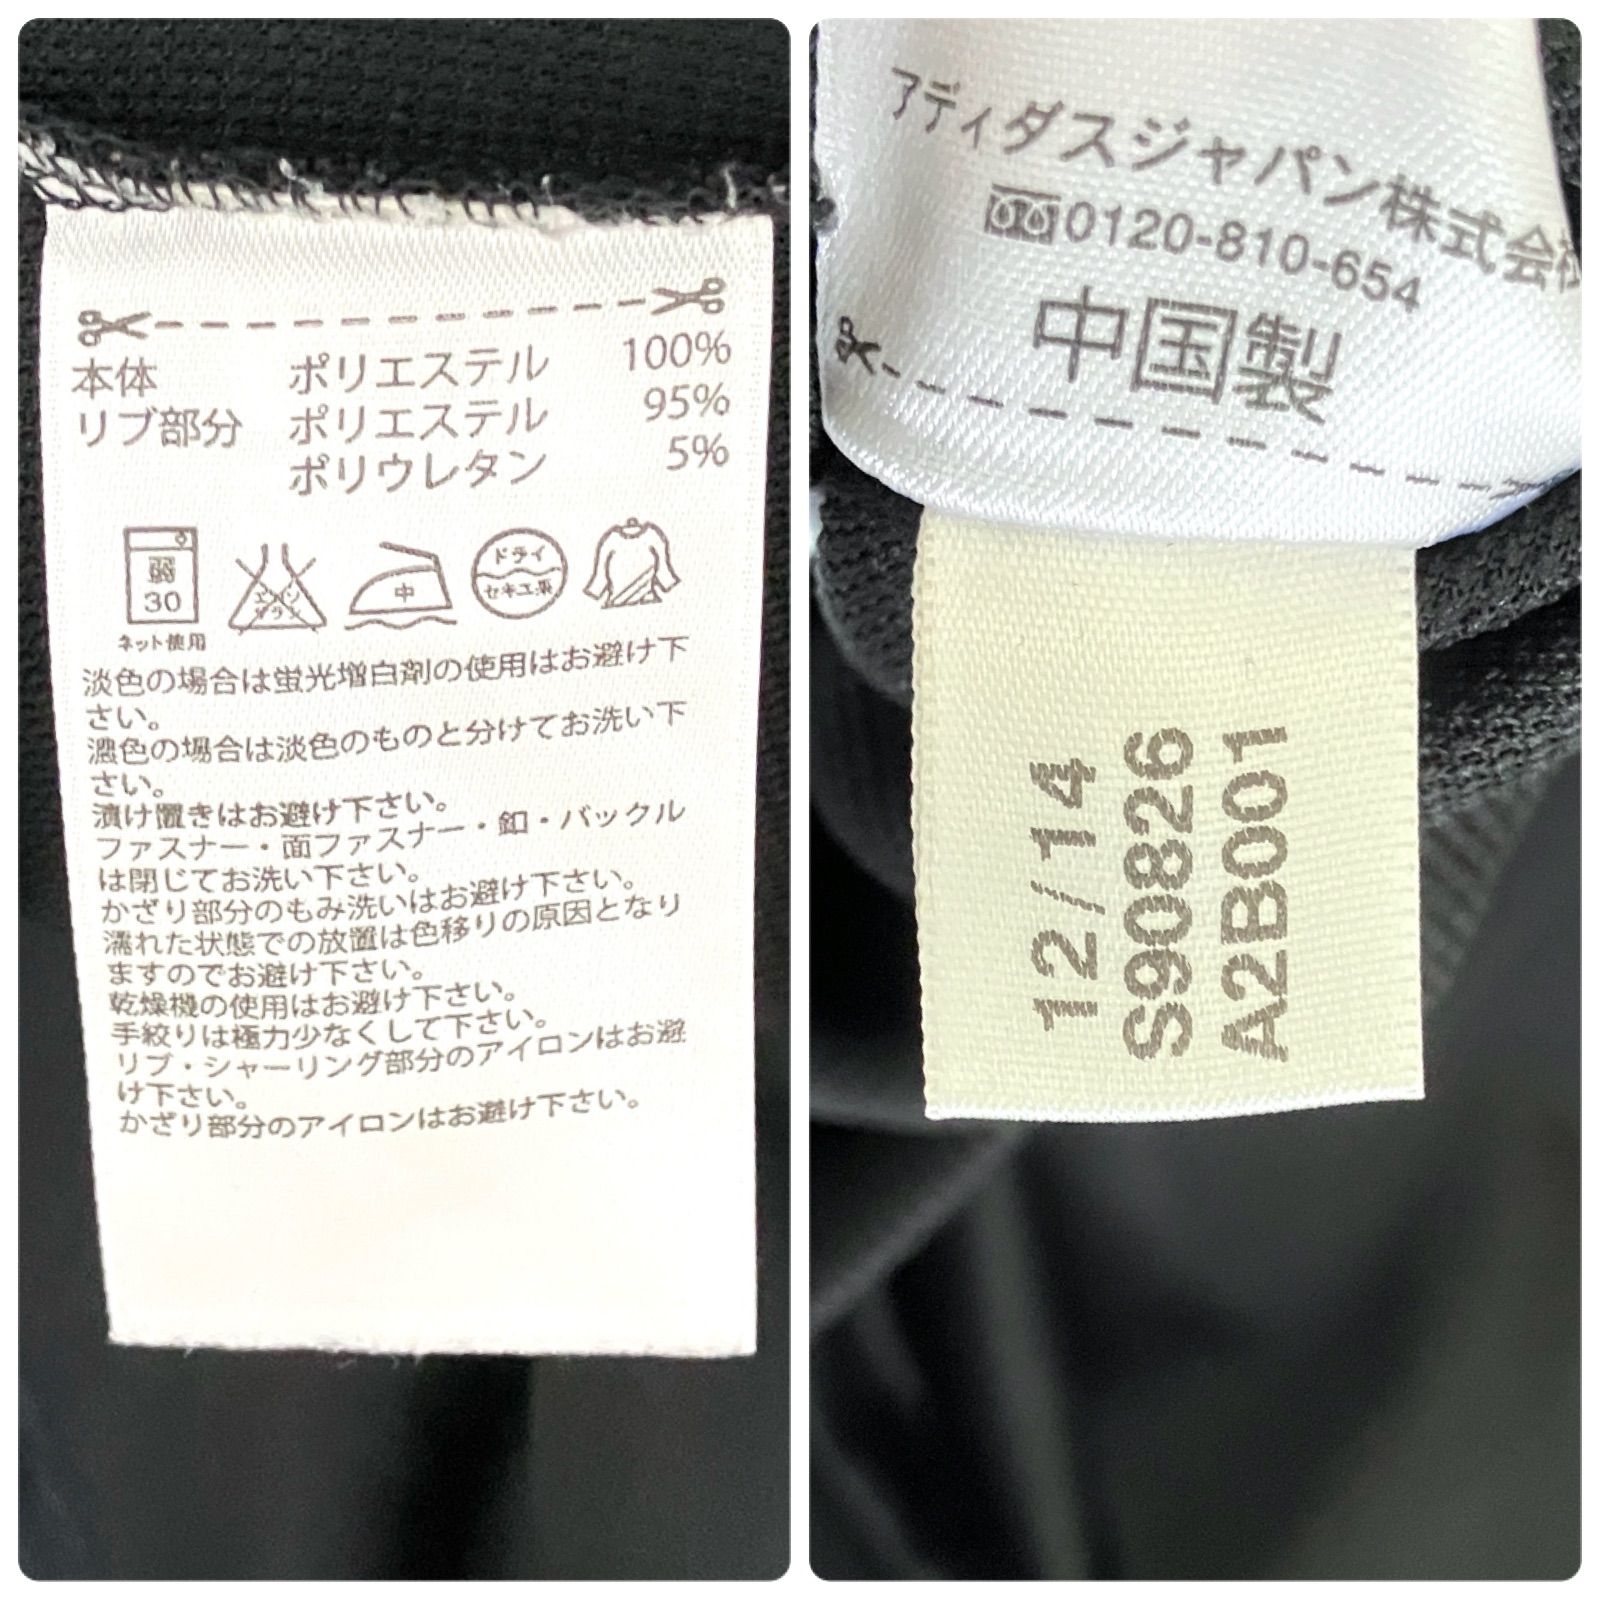 本体 ポリエステル 100%
リブ部分 ポリエステル 95%
ポリウレタン 5%
弱
30
ネット使用
エンソ
サラシ
中
ドライ
セキユ系
淡色の場合は蛍光増白剤の使用はお避け下
さい。
濃色の場合は淡色のものと分けてお洗い下
さい。
漬け置きはお避け下さい。
ファスナー・面ファスナー・釦・バックル
は閉じてお洗い下さい。
かざり部分のもみ洗いはお避け下さい。
濡れた状態での放置は色移りの原因となり
ますのでお避け下さい。
乾燥機の使用はお避け下さい。
手絞りは極力少なくして下さい。
リブ・シャーリング部分のアイロンはお避
け下さい。
かざり部分のアイロンはお避け下さい。
アディダスジャパン株式会社
0120-810-654
中国製
12/14
S90826
A2B001